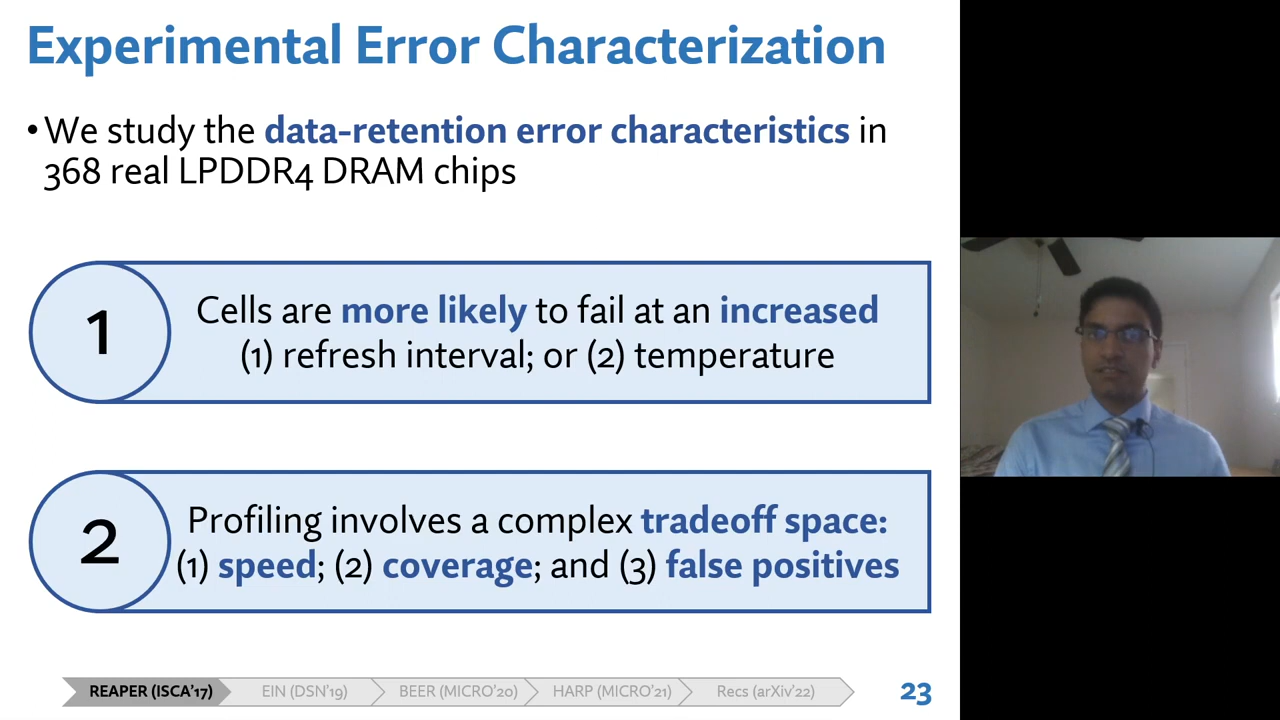 Experimental Error Characterization
• We study the data-retention error characteristics in
368 real LPDDR4 DRAM chips
1
Cells are more likely to fail at an increased
(1) refresh interval; or (2) temperature
2
Profiling involves a complex tradeoff space:
(1) speed; (2) coverage; and (3) false positives
REAPER (ISCA'17) EIN (DSN'19) BEER (MICRO'20) HARP (MICRO'21) Recs (arXiv'22) 23